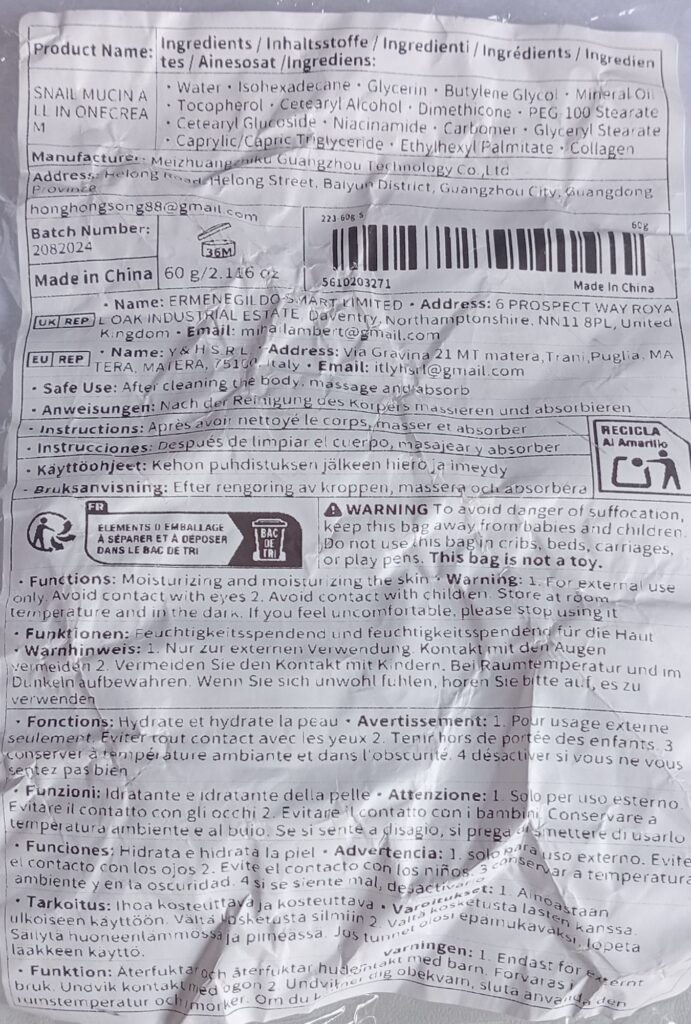 Product Name:
Ingredients / Inhaltsstoffe / Ingredienti / Ingrédients / Ingredien
tes / Ainesosat /Ingrediens:
SNAIL MUCIN A
LL IN ONECREA
M
• Water • Isohexadecane • Glycerin • Butylene Glycol • Mineral Oil
• Tocopherol • Cetearyl Alcohol • Dimethicone • PEG-100 Stearate
• Cetearyl Glucoside • Niacinamide • Carbomer • Glyceryl Stearate
• Caprylic/Capric Triglyceride • Ethylhexyl Palmitate • Collagen
Manufacturer: Guangzhou Technology Co.,Ltd
Address: Helong Road, Helong Street, Baiyun District, Guangzhou City, Guangdong
Province
honghongsong88@gmail.com
Batch Number:
2082024
36M
223 60g S
60g
5610203271
Made In China
Made in China
60 g/2.116 oz
UK REP
• Name: ERMENEGILDO SMART LIMITED • Address: 6 PROSPECT WAY ROYA
L OAK INDUSTRIAL ESTATE, Daventry, Northamptonshire, NN11 8PL, United
Kingdom • Email: mihailambert@gmail.com
EU REP
• Name: Y&H S.R.L. • Address: Via Gravina 21 MT matera,Trani,Puglia, MA
TERA, MATERA, 75100 Italy • Email: itlyhsrl@gmail.com
• Safe Use: After cleaning the body, massage and absorb
• Anweisungen: Nach der Reinigung des Körpers massieren und absorbieren
• Instructions: Après avoir nettoyé le corps, masser et absorber
• Instrucciones: Después de limpiar el cuerpo, masajear y absorber
• Käyttöohjeet: Kehon puhdistuksen jälkeen hiero ja imeydy
• Bruksanvisning: Efter rengöring av kroppen, massera och absorbera
RECICLA
Al Amarillo
FR
ELEMENTS D'EMBALLAGE
À SÉPARER ET À DÉPOSER
DANS LE BAC DE TRI
BAC
DE
TRI
WARNING To avoid danger of suffocation,
keep this bag away from babies and children.
Do not use this bag in cribs, beds, carriages,
or play pens. This bag is not a toy.
• Functions: Moisturizing and moisturizing the skin • Warning: 1. For external use
only. Avoid contact with eyes 2. Avoid contact with children. Store at room
temperature and in the dark. If you feel uncomfortable, please stop using it
• Funktionen: Feuchtigkeitsspendend und feuchtigkeitsspendend für die Haut
• Warnhinweis: 1. Nur zur externen Verwendung. Kontakt mit den Augen
vermeiden 2. Vermeiden Sie den Kontakt mit Kindern. Bei Raumtemperatur und im
Dunkeln aufbewahren. Wenn Sie sich unwohl fühlen, hören Sie bitte auf, es zu
verwenden
• Fonctions: Hydrate et hydrate la peau • Avertissement: 1. Pour usage externe
seulement. Éviter tout contact avec les yeux 2. Tenir hors de portée des enfants. 3
conserver à température ambiante et dans l'obscurité. 4 désactiver si vous ne vous
sentez pas bien
• Funzioni: Idratante e idratante della pelle • Attenzione: 1. Solo per uso esterno.
Evitare il contatto con gli occhi 2. Evitare il contatto con i bambini. Conservare a
temperatura ambiente e al buio. Se si sente a disagio, si prega smettere di usarlo
• Funciones: Hidrata e hidrata la piel • Advertencia: 1. solo para uso externo. Evite
el contacto con los ojos 2. Evite el contacto con los niños. 3 conservar a temperatura
ambiente y en la oscuridad. 4 si se siente mal, desactivarlo
• Tarkoitus: Ihoa kosteuttava ja kosteuttava • Varoitukset: 1. Ainoastaan
ulkoiseen käyttöön. Vältä kosketusta silmiin 2. Vältä kosketusta lasten kanssa.
Säilytä huoneenlämmössä ja pimeässä. Jos tunnet olosi epämukavaksi, lopeta
lääkkeen käyttö.
• Funktion: Återfuktar och återfuktar huden varningen: 1. Endast för externt
bruk. Undvik kontakt med ögon 2. Undvik kontakt med barn. Förvaras i
rumstemperatur och mörker. Om du obekväm, sluta använda den